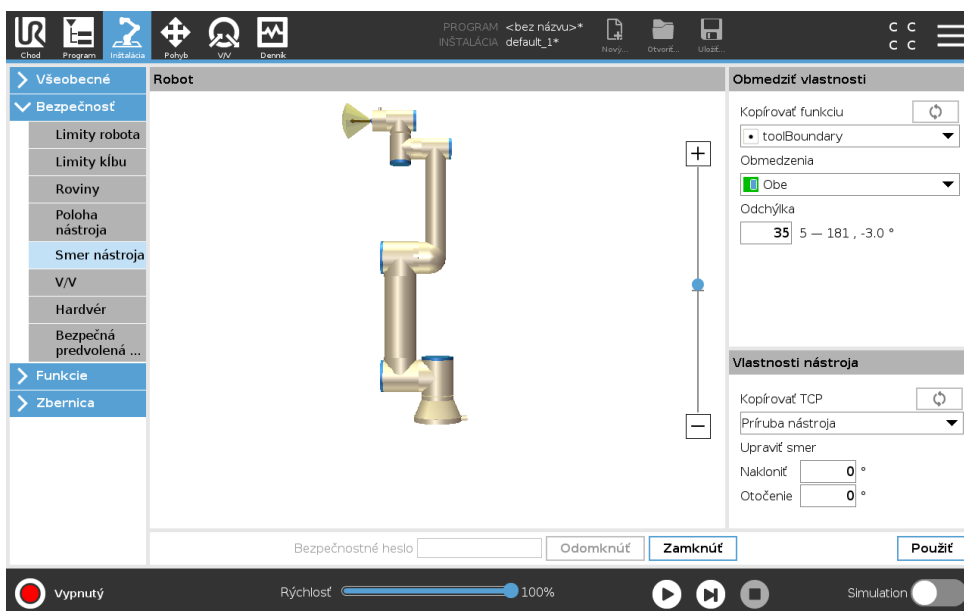 UR
Chod
Program
Inštalácia
Pohyb
V/V
Denník
PROGRAM <bez názvu>*
INŠTALÁCIA default_1*
Nový...
Otvoriť...
Uložiť...
C C
C C
Všeobecné
Bezpečnosť
Limity robota
Limity kĺbu
Roviny
Poloha
nástroja
Smer nástroja
V/V
Hardvér
Bezpečná
predvolená ...
Funkcie
Zbernica
Robot
Obmedziť vlastnosti
Kopírovať funkciu
toolBoundary
Obmedzenia
Obe
Odchýlka
35 5 — 181 , -3.0 °
Vlastnosti nástroja
Kopírovať TCP
Príruba nástroja
Upraviť smer
Nakloniť 0 °
Otočenie 0 °
Bezpečnostné heslo
Odomknúť
Zamknúť
Použiť
Vypnutý
Rýchlosť
100%
Simulation